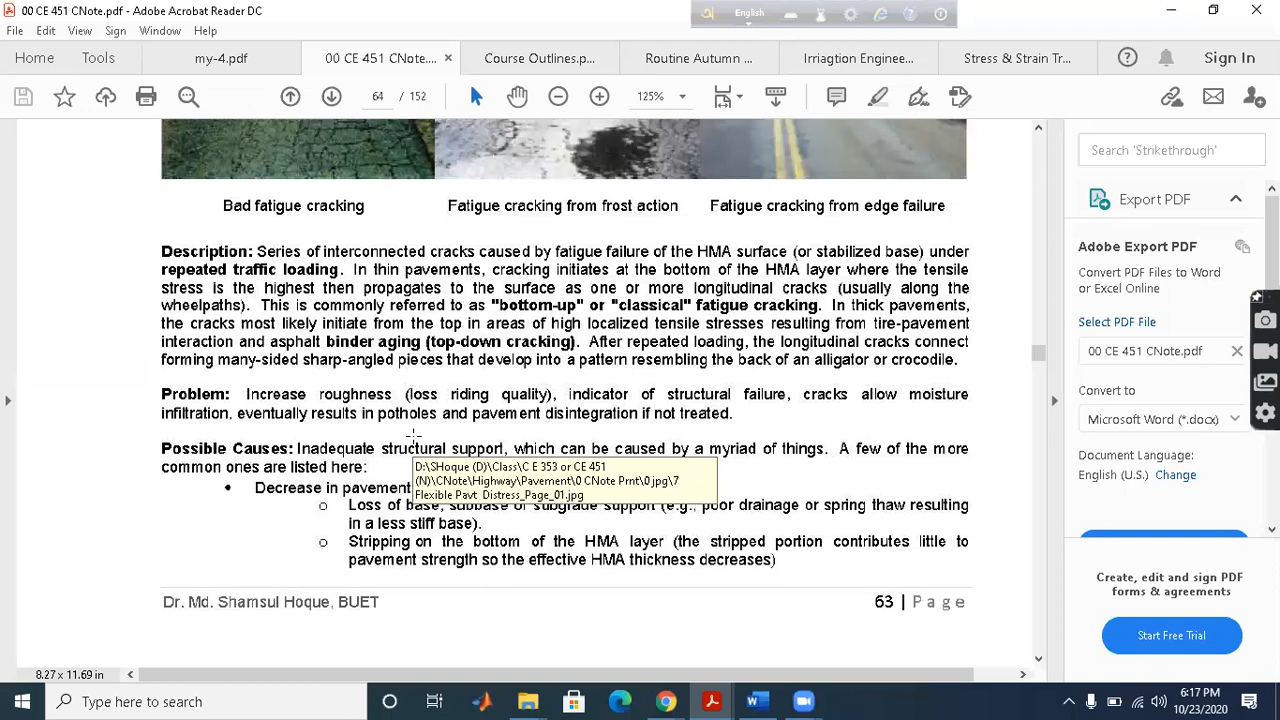 00 CE 451 CNote.pdf - Adobe Acrobat Reader DC
English
File Edit View Sign Window Help
Home Tools my-4.pdf 00 CE 451 CNote.... × Course Outlines.p... Routine Autumn ... Irriagtion Enginee... Stress & Strain Tr... Sign In
64 / 152 125%
Search 'Strikethrough'
Export PDF
Adobe Export PDF
Convert PDF Files to Word
or Excel Online
Select PDF File
00 CE 451 CNote.pdf
Convert to
Microsoft Word (*.docx)
Document Language:
English (U.S.) Change
Create, edit and sign PDF
forms & agreements
Start Free Trial
Bad fatigue cracking Fatigue cracking from frost action Fatigue cracking from edge failure
Description: Series of interconnected cracks caused by fatigue failure of the HMA surface (or stabilized base) under
repeated traffic loading. In thin pavements, cracking initiates at the bottom of the HMA layer where the tensile
stress is the highest then propagates to the surface as one or more longitudinal cracks (usually along the
wheelpaths). This is commonly referred to as "bottom-up" or "classical" fatigue cracking. In thick pavements,
the cracks most likely initiate from the top in areas of high localized tensile stresses resulting from tire-pavement
interaction and asphalt binder aging (top-down cracking). After repeated loading, the longitudinal cracks connect
forming many-sided sharp-angled pieces that develop into a pattern resembling the back of an alligator or crocodile.
Problem: Increase roughness (loss riding quality), indicator of structural failure, cracks allow moisture
infiltration, eventually results in potholes and pavement disintegration if not treated.
Possible Causes: Inadequate structural support, which can be caused by a myriad of things. A few of the more
common ones are listed here:
• Decrease in pavement
D:\SHoque (D)\Class\C E 353 or CE 451
(N)\CNote\Highway\Pavement\0 CNote Prnt\0.jpg\7
Flexible Pavt Distress_Page_01.jpg
o Loss of base, subbase or subgrade support (e.g., poor drainage or spring thaw resulting
in a less stiff base).
o Stripping on the bottom of the HMA layer (the stripped portion contributes little to
pavement strength so the effective HMA thickness decreases)
Dr. Md. Shamsul Hoque, BUET 63 | Page
8.27 x 11.69 in
Type here to search
6:17 PM
10/23/2020